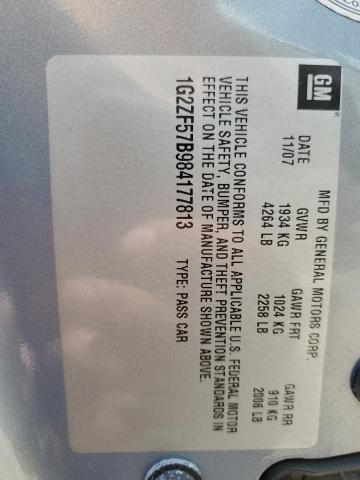 GM
MFD BY GENERAL MOTORS CORP.
DATE GVWR GAWR FRT GAWR RR
11/07 1934 KG 1024 KG 910 KG
4264 LB 2258 LB 2006 LB
THIS VEHICLE CONFORMS TO ALL APPLICABLE U.S. FEDERAL MOTOR
VEHICLE SAFETY, BUMPER, AND THEFT PREVENTION STANDARDS IN
EFFECT ON THE DATE OF MANUFACTURE SHOWN ABOVE.
1G2ZF57B984177813 TYPE: PASS CAR